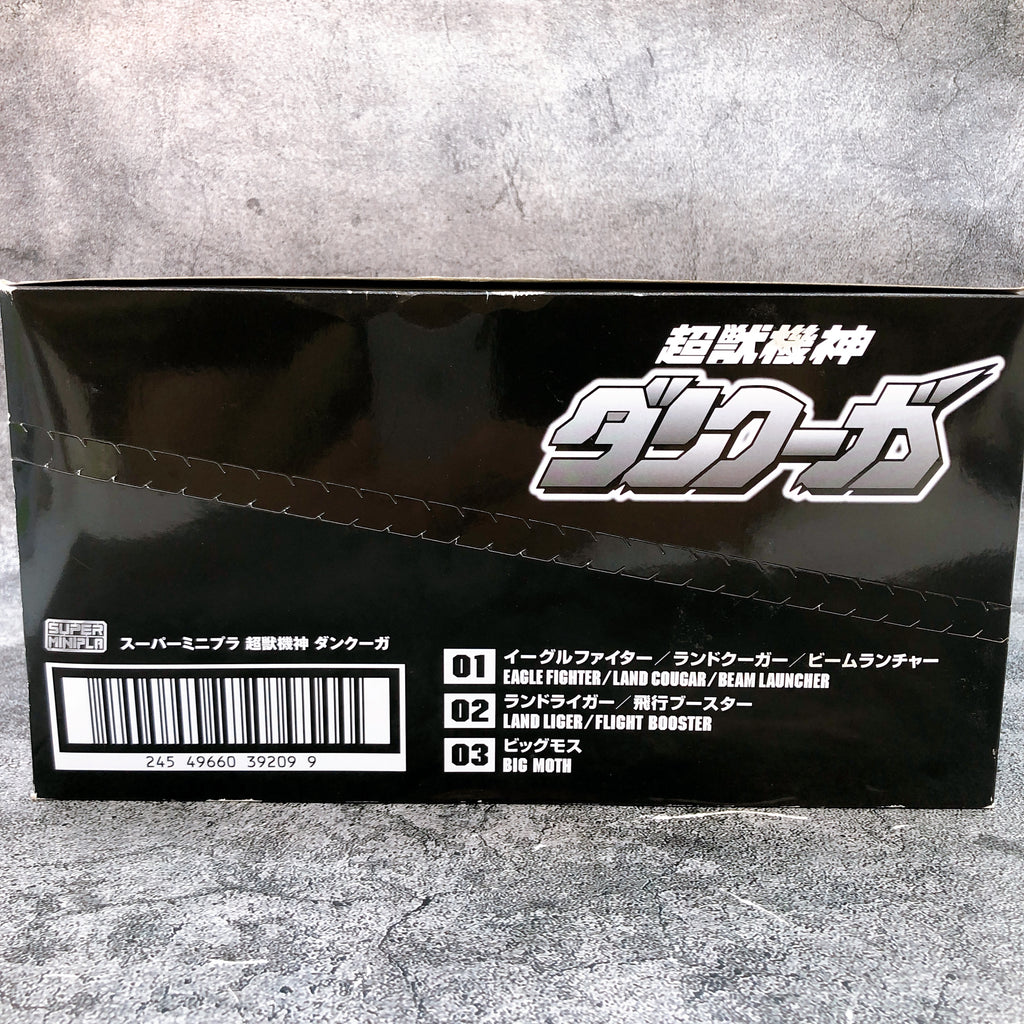 超獣機神
ダンクーガ
SUPER
MINIPLA
スーパーミニプラ 超獣機神 ダンクーガ
245 49660 39209 9
01 イーグルファイター／ランドクーガー／ビームランチャー
EAGLE FIGHTER/LAND COUGAR/BEAM LAUNCHER
02 ランドライガー／飛行ブースター
LAND LIGER/FLIGHT BOOSTER
03 ビッグモス
BIG MOTH